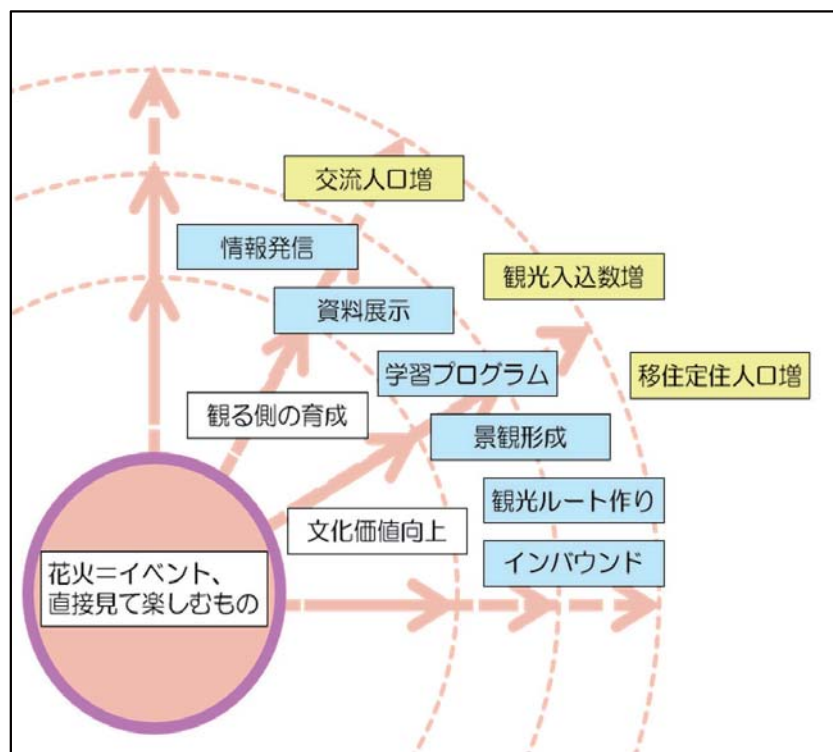 交流人口増
情報発信
観光入込数増
資料展示
学習プログラム
移住定住人口増
観る側の育成
景観形成
観光ルート作り
文化価値向上
インバウンド
花火＝イベント、
直接見て楽しむもの